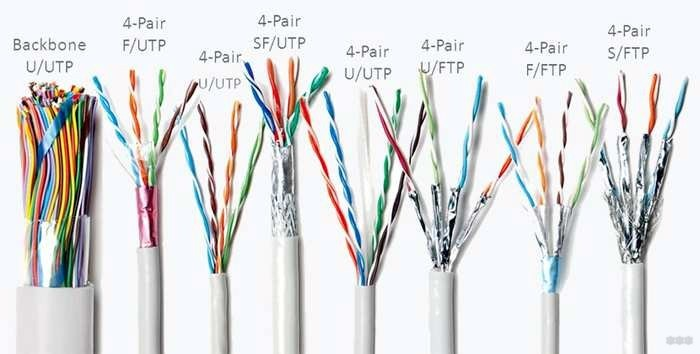 Backbone
U/UTP
4-Pair
F/UTP
4-Pair
U/UTP
4-Pair
SF/UTP
4-Pair
U/UTP
4-Pair
U/FTP
4-Pair
F/FTP
4-Pair
S/FTP